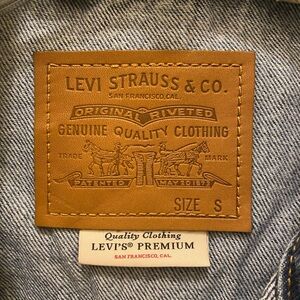 LEVI STRAUSS & CO.
SAN FRANCISCO, CAL.
ORIGINAL RIVETED
GENUINE QUALITY CLOTHING
TRADE MARK
PATENTED MAY 20 1873
SIZE S
Quality Clothing
LEVI'S® PREMIUM
SAN FRANCISCO, CAL.